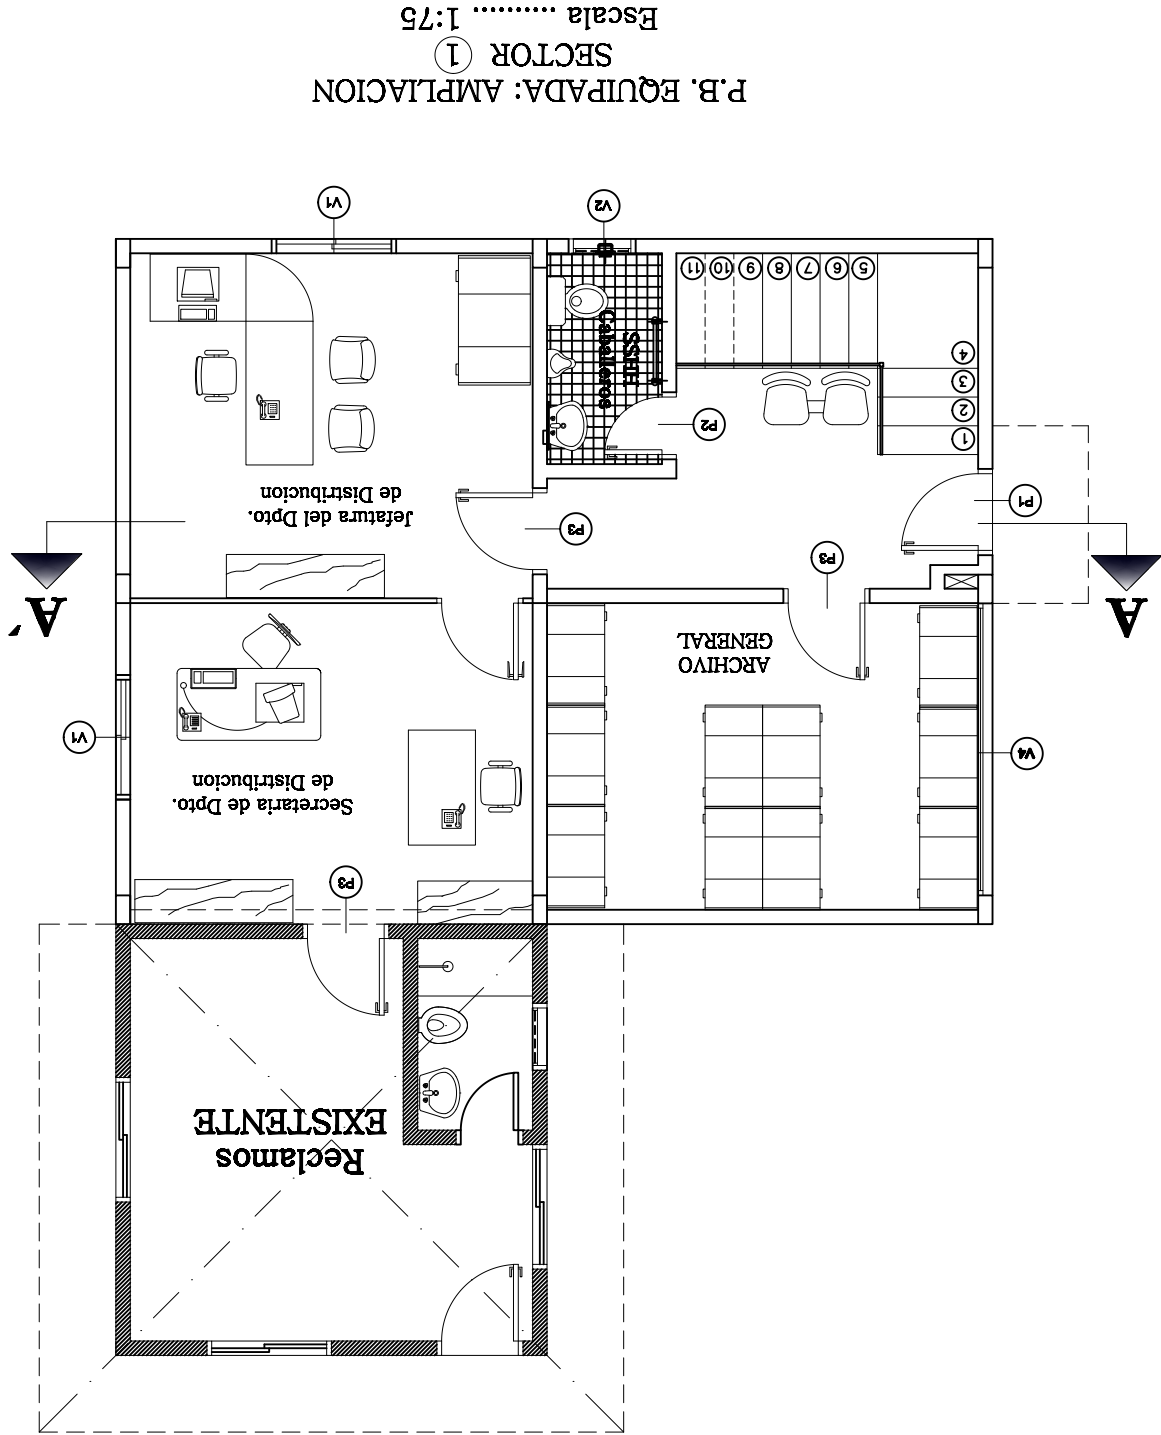 Reclamos
EXISTENTE
P3
Secretaria de Dpto.
de Distribucion
V4
V1
ARCHIVO
GENERAL
A
A´
P3
P3
Jefatura del Dpto.
de Distribucion
P1
P2
1
2
3
4
5 6 7 8 9 10 11
SSHH
Caballeros
V2
V1
P.B. EQUIPADA: AMPLIACION
SECTOR 1
Escala .......... 1:75